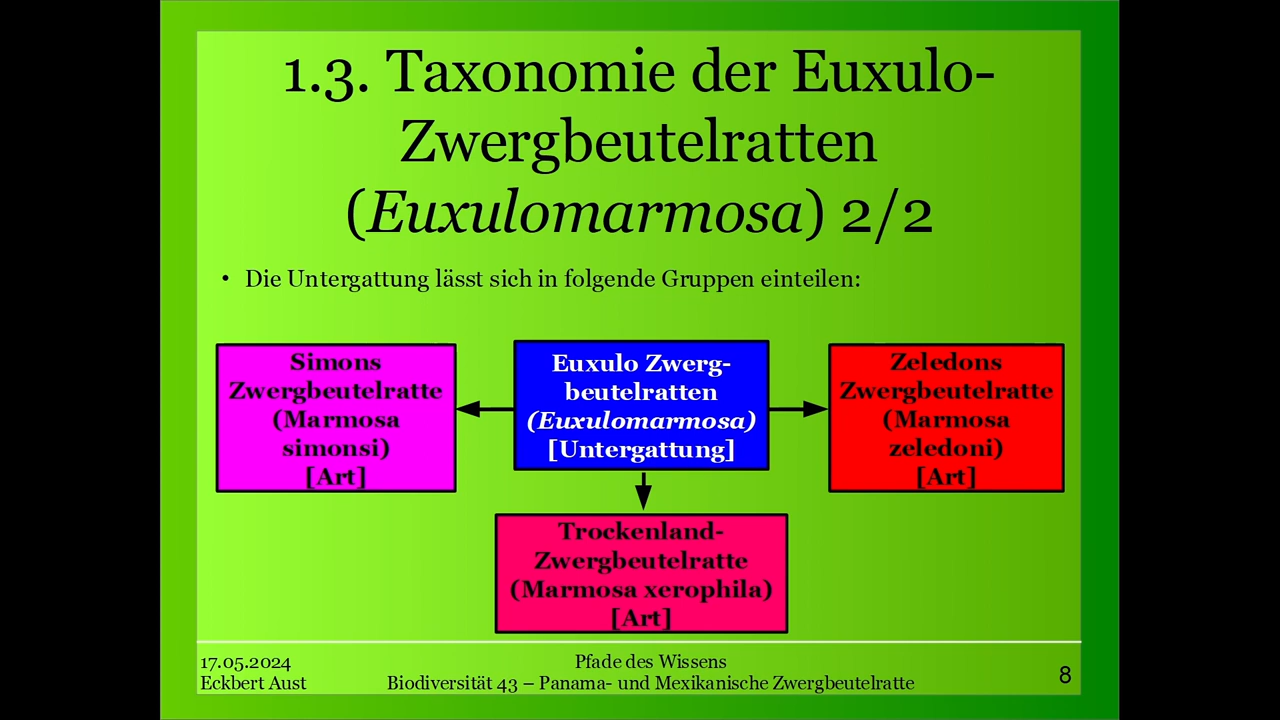 1.3. Taxonomie der Euxulo-
Zwergbeutelratten
(Euxulomarmosa) 2/2
• Die Untergattung lässt sich in folgende Gruppen einteilen:
Simons
Zwergbeutelratte
(Marmosa
simonsi)
[Art]
Euxulo Zwerg-
beutelratten
(Euxulomarmosa)
[Untergattung]
Zeledons
Zwergbeutelratte
(Marmosa
zeledoni)
[Art]
Trockenland-
Zwergbeutelratte
(Marmosa xerophila)
[Art]
17.05.2024
Eckbert Aust
Pfade des Wissens
Biodiversität 43 – Panama- und Mexikanische Zwergbeutelratte
8